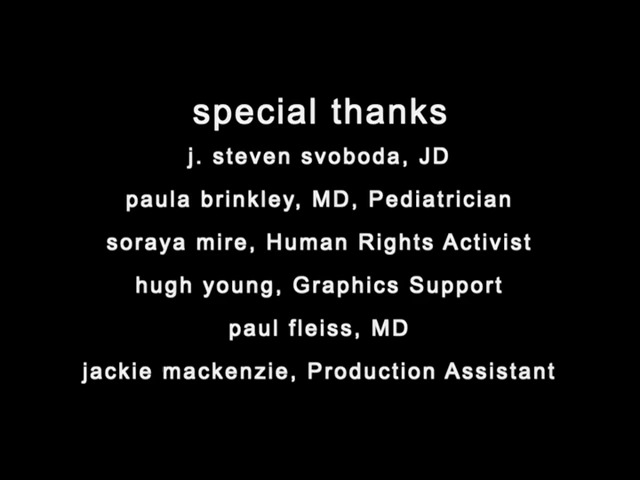 special thanks
j. steven svoboda, JD
paula brinkley, MD, Pediatrician
soraya mire, Human Rights Activist
hugh young, Graphics Support
paul fleiss, MD
jackie mackenzie, Production Assistant